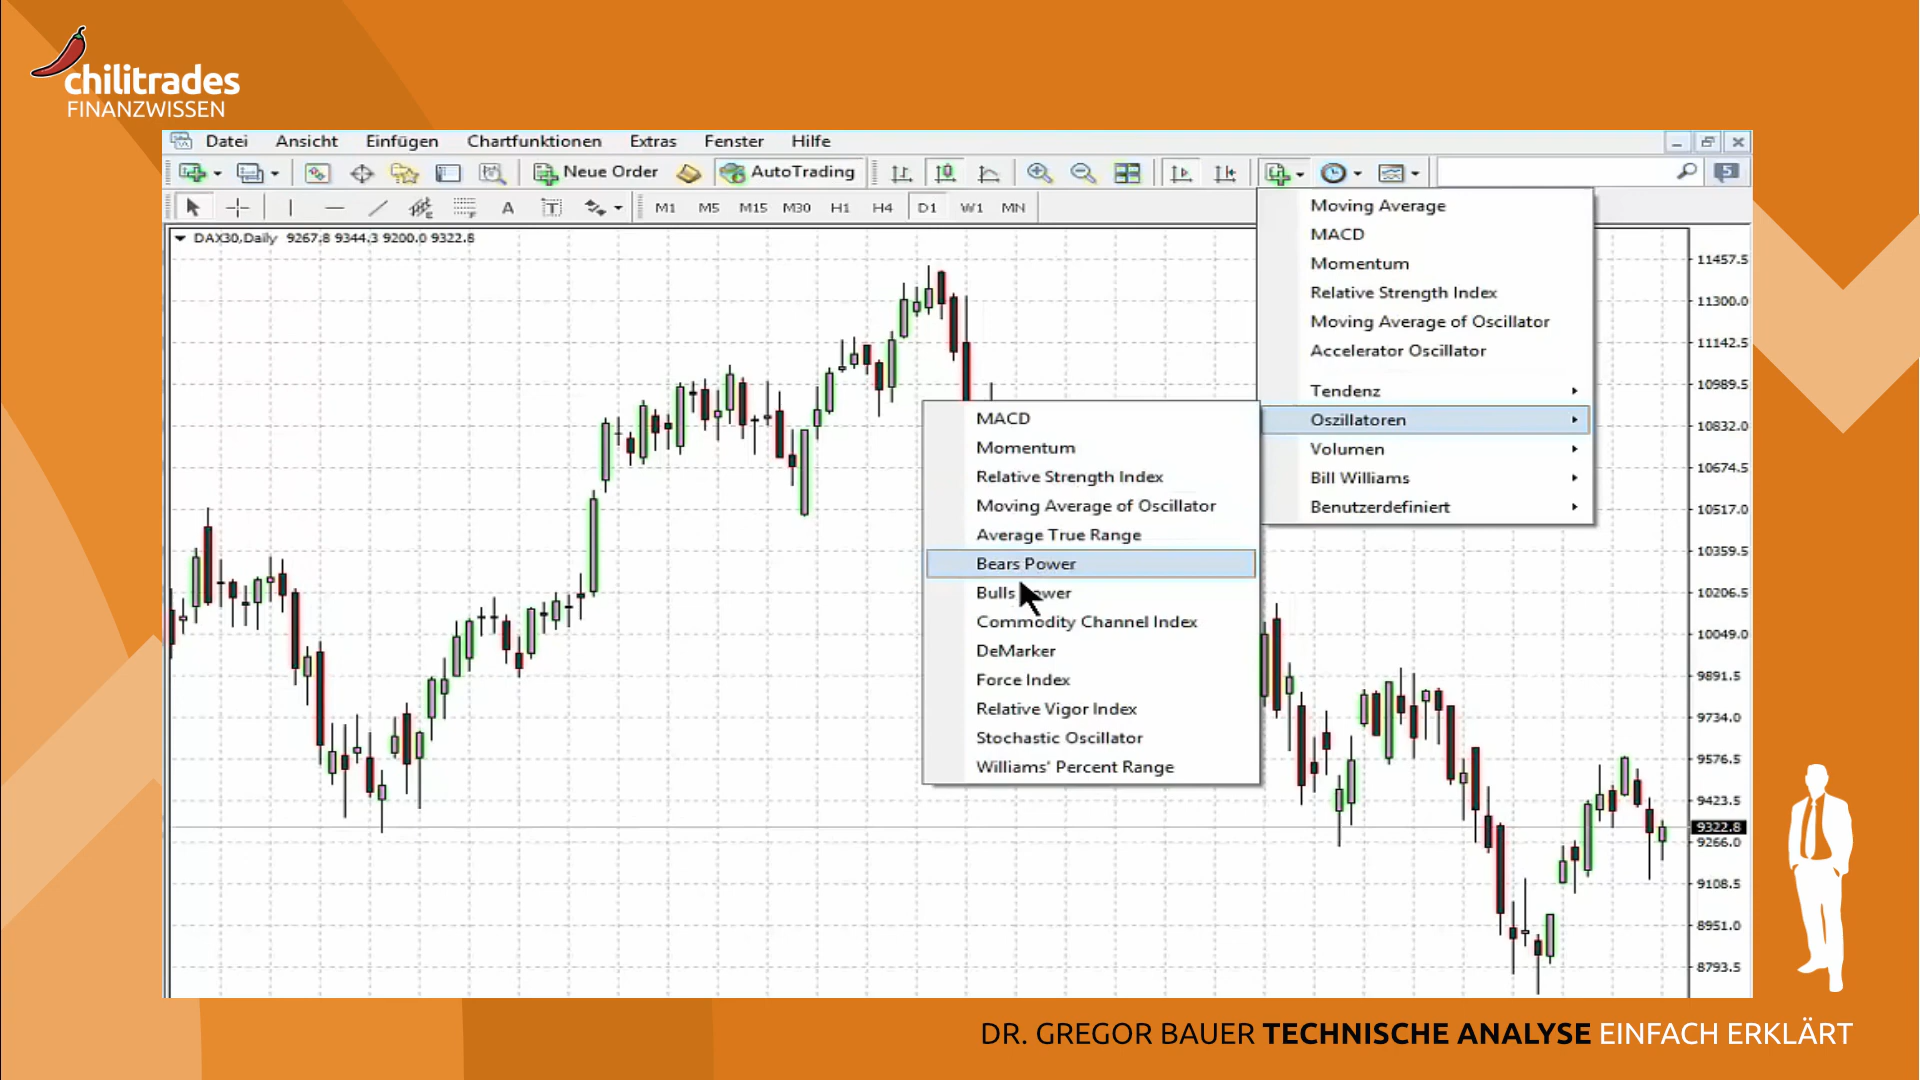 chilitrades
FINANZWISSEN
Datei Ansicht Einfügen Chartfunktionen Extras Fenster Hilfe
Neue Order AutoTrading 5
A T M1 M5 M15 M30 H1 H4 D1 W1 MN
DAX30,Daily 9267.8 9344.3 9200.0 9322.8
Moving Average
MACD
Momentum
Relative Strength Index
Moving Average of Oscillator
Accelerator Oscillator
Tendenz
Oszillatoren
Volumen
Bill Williams
Benutzerdefiniert
MACD
Momentum
Relative Strength Index
Moving Average of Oscillator
Average True Range
Bears Power
Bulls Power
Commodity Channel Index
DeMarker
Force Index
Relative Vigor Index
Stochastic Oscillator
Williams' Percent Range
11457.5
11300.0
11142.5
10989.5
10832.0
10674.5
10517.0
10359.5
10206.5
10049.0
9891.5
9734.0
9576.5
9423.5
9322.8
9266.0
9108.5
8951.0
8793.5
DR. GREGOR BAUER TECHNISCHE ANALYSE EINFACH ERKLÄRT